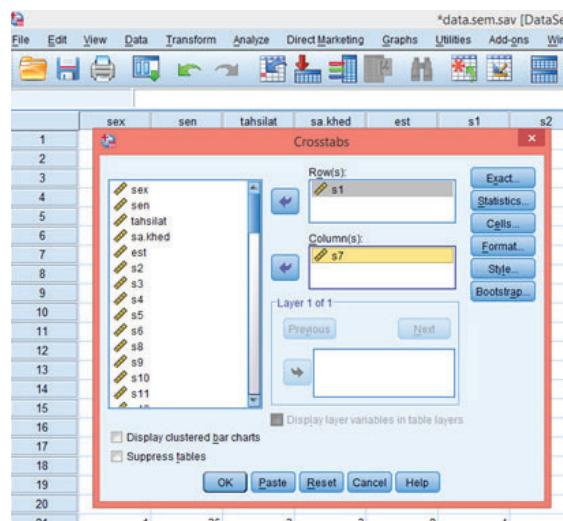 *data.sem.sav [DataSe
File Edit View Data Transform Analyze Direct Marketing Graphs Utilities Add-ons Win
sex sen tahsilat sa.khed est s1 s2
1
2
3
4
5
6
7
8
9
10
11
12
13
14
15
16
17
18
19
20
Crosstabs
sex
sen
tahsilat
sa.khed
est
s2
s3
s4
s5
s6
s8
s9
s10
s11
Row(s):
s1
Column(s):
s7
Layer 1 of 1
Previous Next
Display layer variables in table layers
Exact...
Statistics...
Cells...
Format...
Style...
Bootstrap...
Display clustered bar charts
Suppress tables
OK Paste Reset Cancel Help